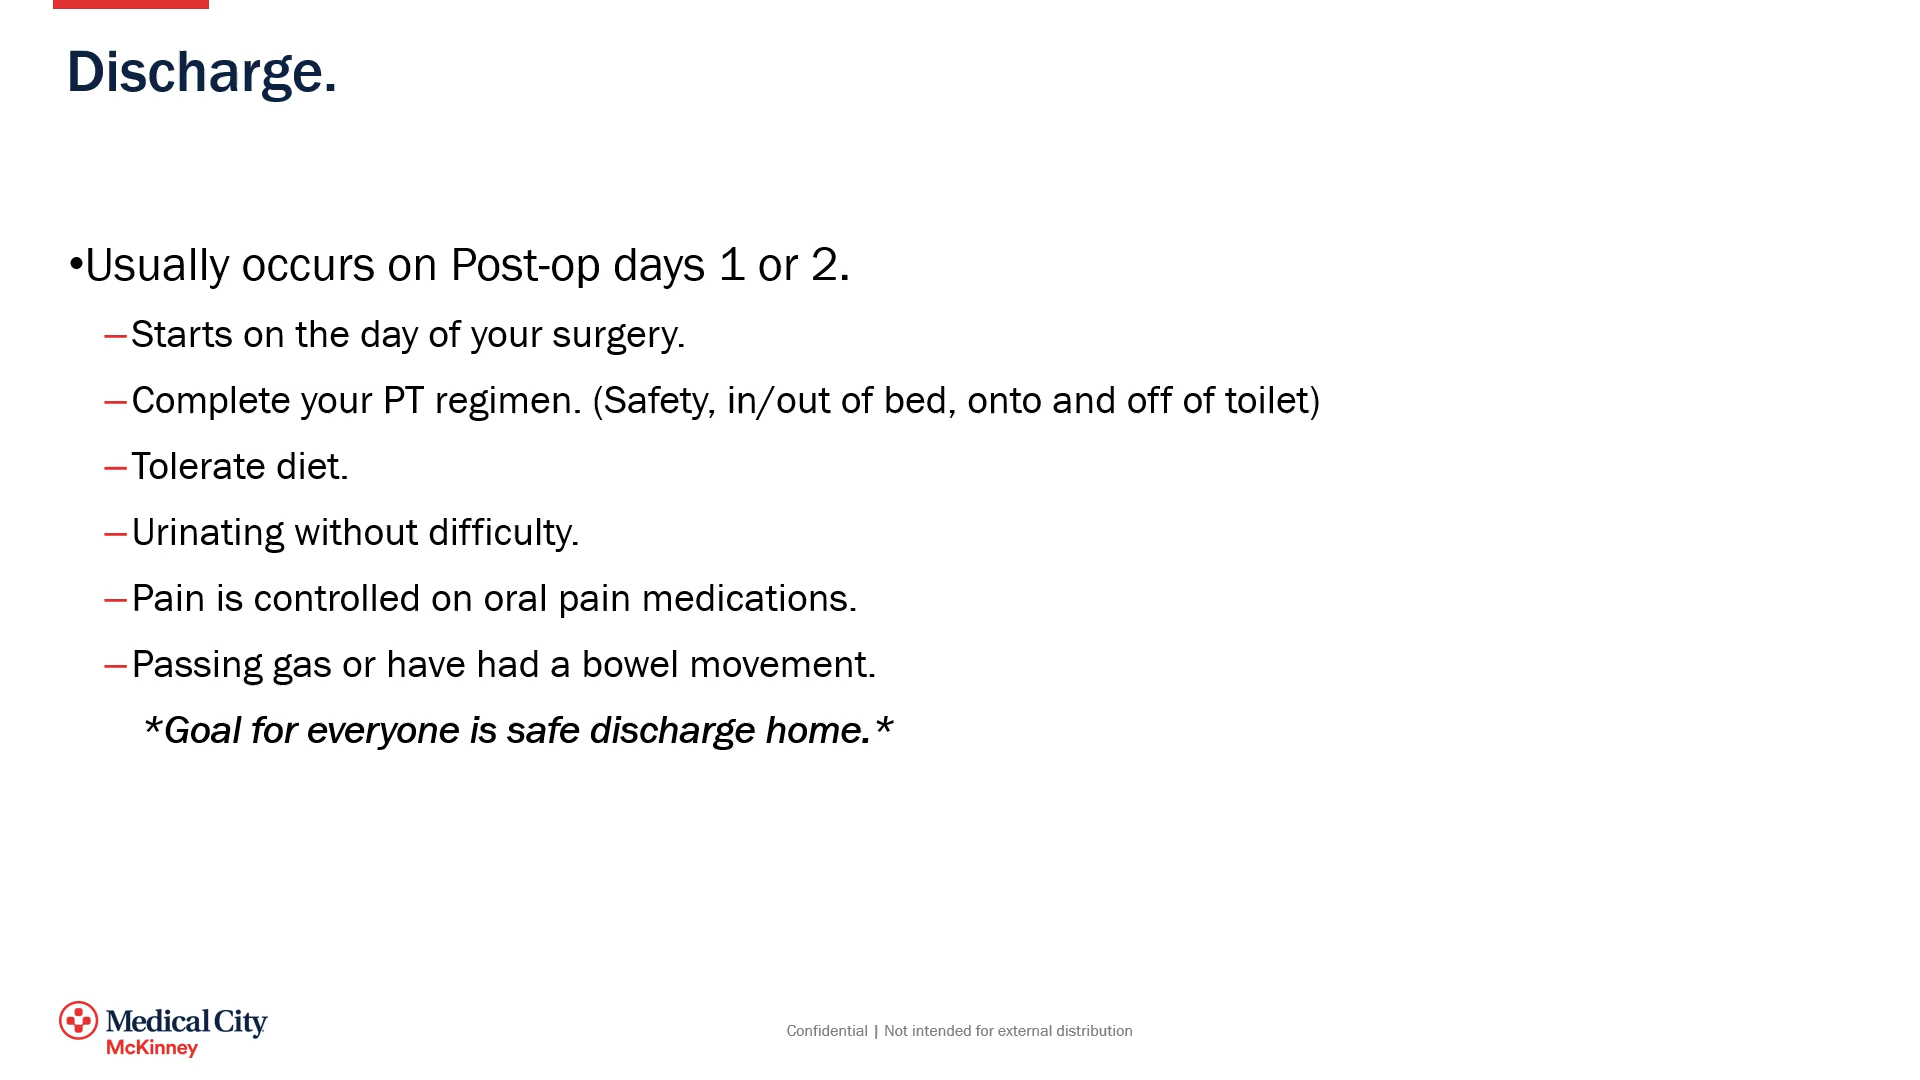 Discharge.
•Usually occurs on Post-op days 1 or 2.
–Starts on the day of your surgery.
–Complete your PT regimen. (Safety, in/out of bed, onto and off of toilet)
–Tolerate diet.
–Urinating without difficulty.
–Pain is controlled on oral pain medications.
–Passing gas or have had a bowel movement.
*Goal for everyone is safe discharge home.*
Medical City
McKinney
Confidential | Not intended for external distribution